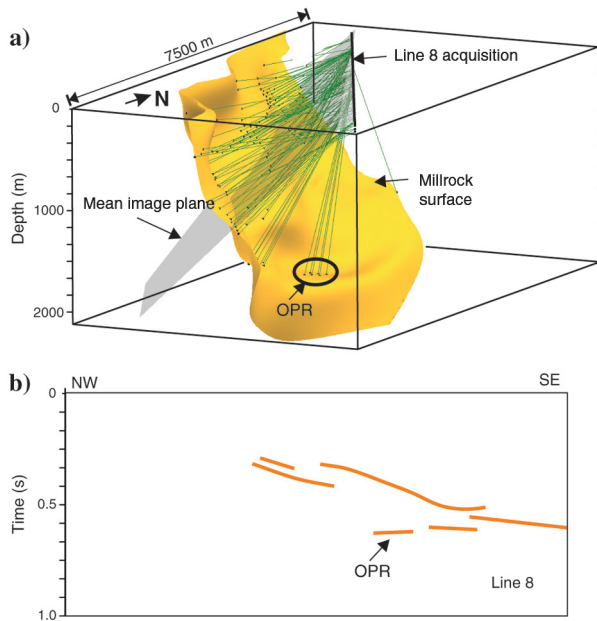 a)
7500 m
N
Line 8 acquisition
0
Millrock
surface
Mean image plane
Depth (m)
1000
OPR
2000
b)
NW
SE
0
Time (s)
0.5
OPR
Line 8
1.0